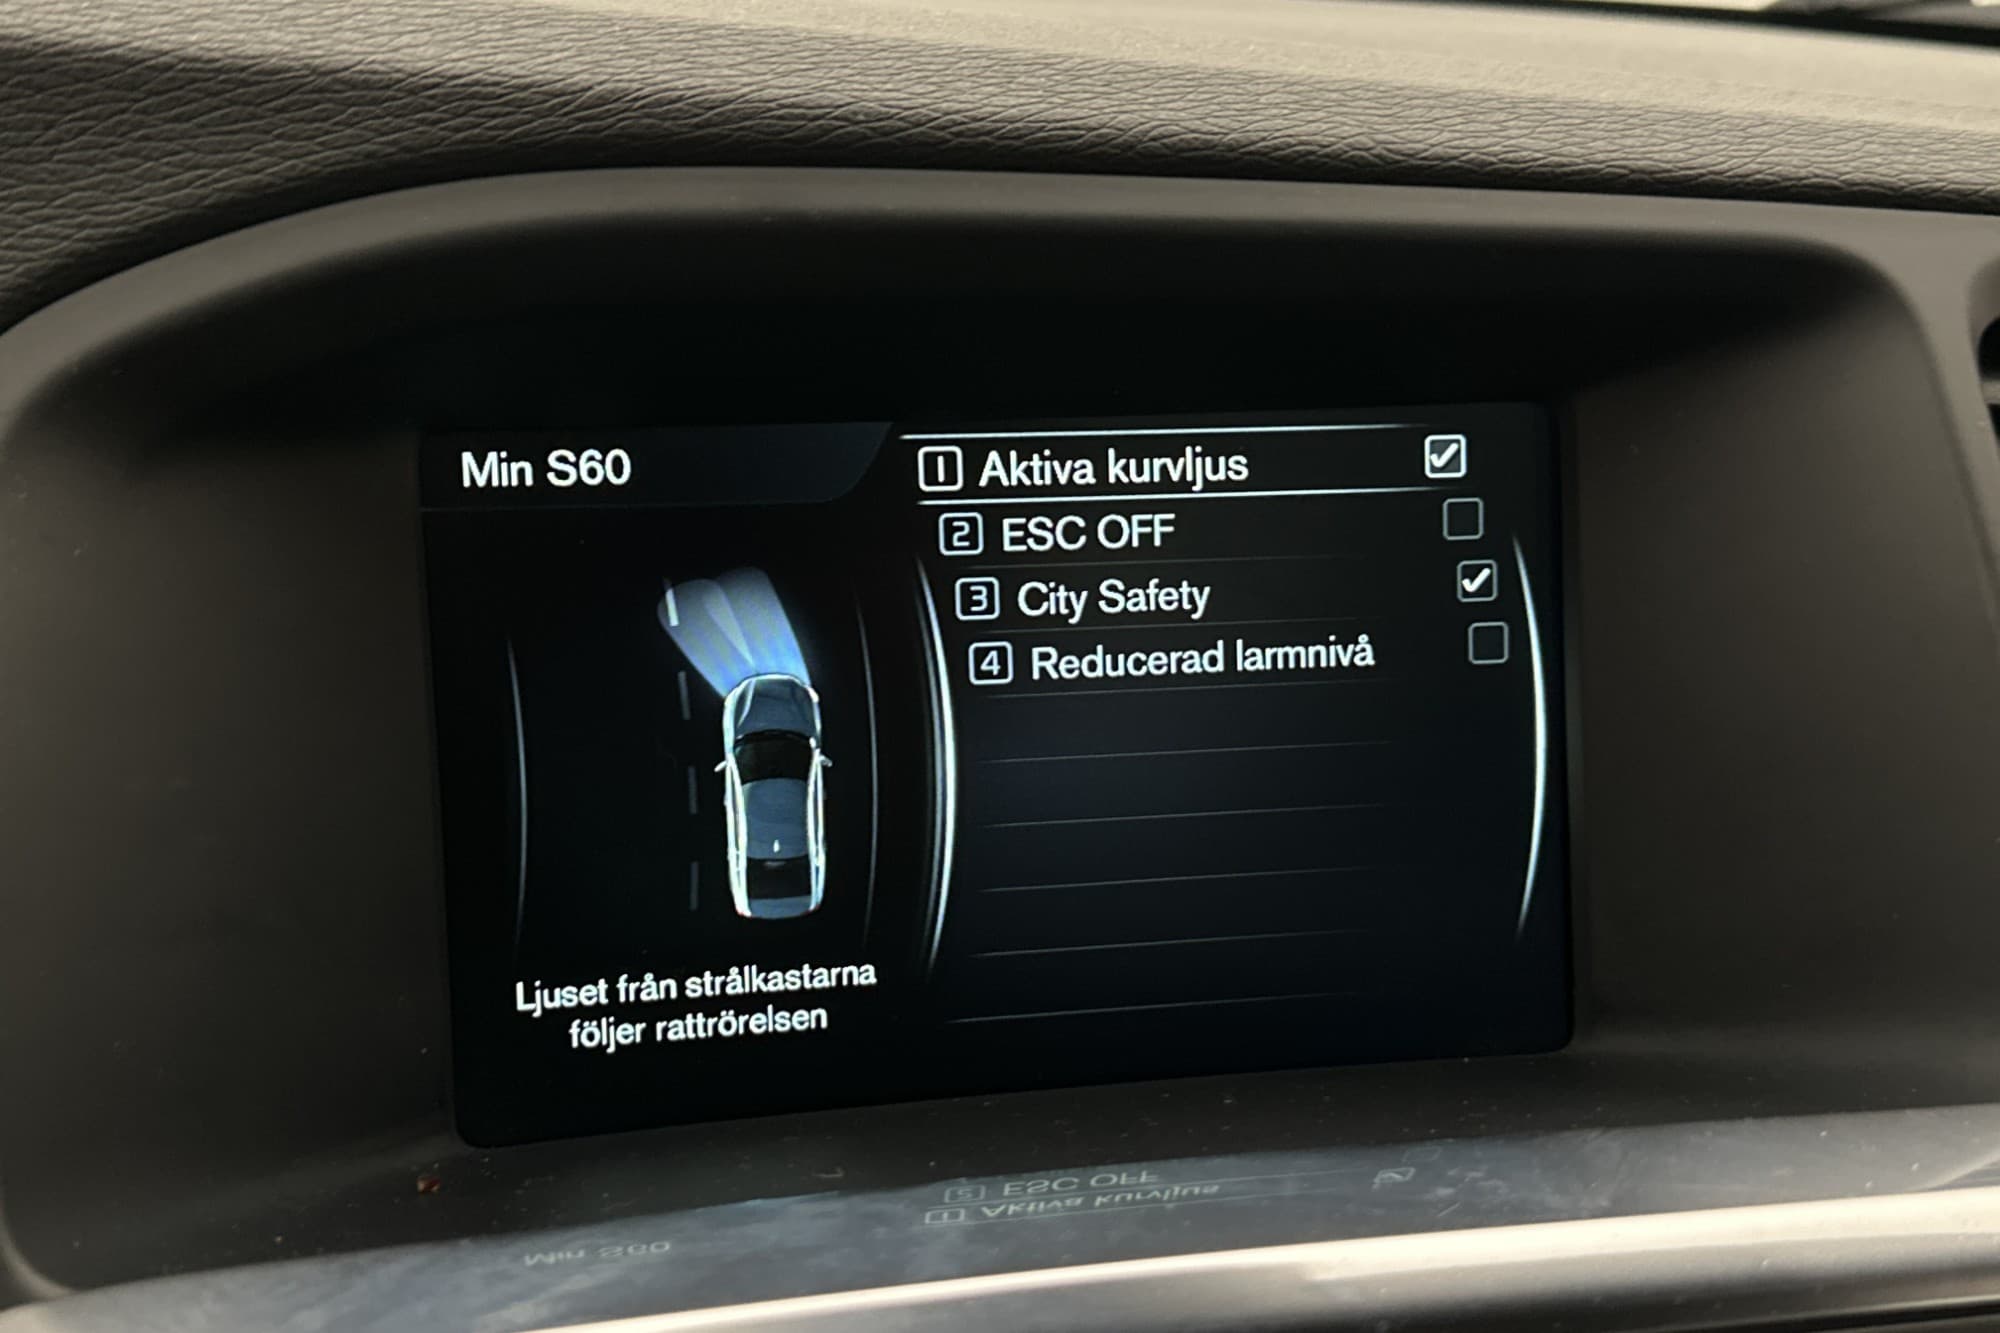 Min S60
1 Aktiva kurvljus
2 ESC OFF
3 City Safety
4 Reducerad larmnivå
Ljuset från strålkastarna
följer rattrörelsen